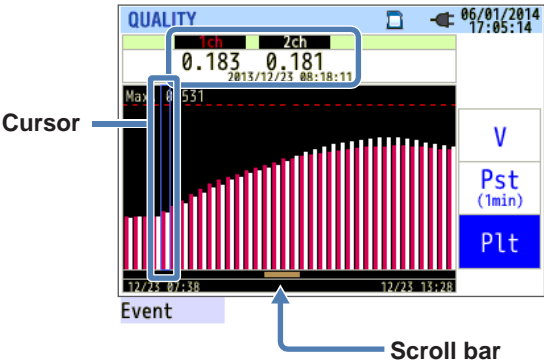 QUALITY
06/01/2014
17:05:14
1ch 2ch
0.183 0.181
2013/12/23 08:18:11
Max. 0.531
Cursor
V
Pst
(1min)
Plt
12/23 07:38 12/23 13:28
Event
Scroll bar